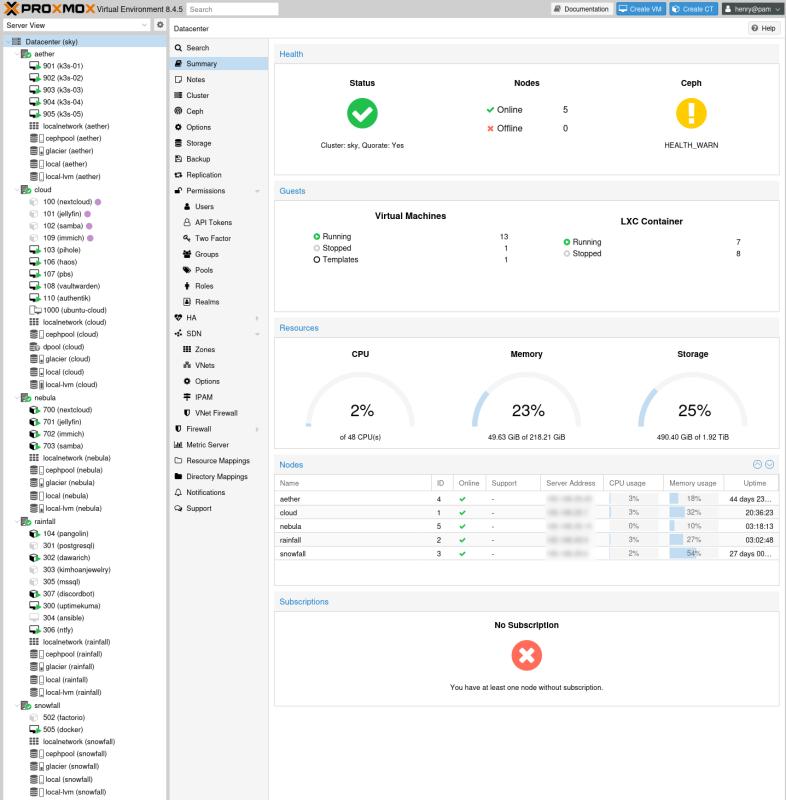 PROXMOX Virtual Environment 8.4.5 Search Documentation Create VM Create CT henry@pam
Server View
Datacenter (sky)
aether
901 (k3s-01)
902 (k3s-02)
903 (k3s-03)
904 (k3s-04)
905 (k3s-05)
localnetwork (aether)
cephpool (aether)
glacier (aether)
local (aether)
local-lvm (aether)
cloud
100 (nextcloud)
101 (jellyfin)
102 (samba)
109 (immich)
103 (pihole)
106 (haos)
107 (pbs)
108 (vaultwarden)
110 (authentik)
1000 (ubuntu-cloud)
localnetwork (cloud)
cephpool (cloud)
dpool (cloud)
glacier (cloud)
local (cloud)
local-lvm (cloud)
nebula
700 (nextcloud)
701 (jellyfin)
702 (immich)
703 (samba)
localnetwork (nebula)
cephpool (nebula)
glacier (nebula)
local (nebula)
local-lvm (nebula)
rainfall
104 (pangolin)
301 (postgresql)
302 (dawarich)
303 (kimhoanjewelry)
305 (mssql)
307 (discordbot)
300 (uptimekuma)
304 (ansible)
306 (ntfy)
localnetwork (rainfall)
cephpool (rainfall)
glacier (rainfall)
local (rainfall)
local-lvm (rainfall)
snowfall
502 (factorio)
505 (docker)
localnetwork (snowfall)
cephpool (snowfall)
glacier (snowfall)
local (snowfall)
local-lvm (snowfall)
Datacenter
Help
Search
Summary
Notes
Cluster
Ceph
Options
Storage
Backup
Replication
Permissions
Users
API Tokens
Two Factor
Groups
Pools
Roles
Realms
HA
SDN
Zones
VNets
Options
IPAM
VNet Firewall
Firewall
Metric Server
Resource Mappings
Directory Mappings
Notifications
Support
Health
Status
Cluster: sky, Quorate: Yes
Nodes
Online 5
Offline 0
Ceph
HEALTH_WARN
Guests
Virtual Machines
Running 13
Stopped 1
Templates 1
LXC Container
Running 7
Stopped 8
Resources
CPU
2%
of 48 CPU(s)
Memory
23%
49.63 GiB of 218.21 GiB
Storage
25%
490.40 GiB of 1.92 TiB
Nodes
Name ID Online Support Server Address CPU usage Memory usage Uptime
aether 4 - 3% 18% 44 days 23...
cloud 1 - 3% 32% 20:36:23
nebula 5 - 0% 10% 03:18:13
rainfall 2 - 3% 27% 03:02:48
snowfall 3 - 2% 54% 27 days 00...
Subscriptions
No Subscription
You have at least one node without subscription.